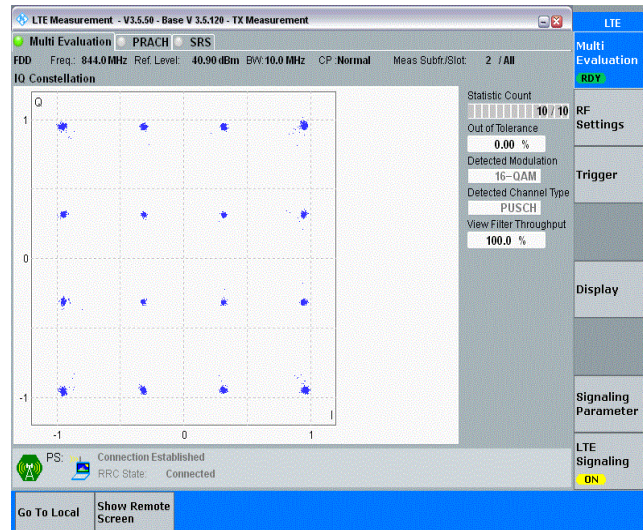 LTE Measurement - V3.5.50 - Base V 3.5.120 - TX Measurement
LTE
Multi Evaluation PRACH SRS
FDD Freq.: 844.0 MHz Ref. Level: 40.90 dBm BW: 10.0 MHz CP: Normal Meas Subfr./Slot: 2 / All
IQ Constellation
Q
1
0
-1
-1 0 1
I
Statistic Count
10 / 10
Out of Tolerance
0.00 %
Detected Modulation
16-QAM
Detected Channel Type
PUSCH
View Filter Throughput
100.0 %
Multi
Evaluation
RDY
RF
Settings
Trigger
Display
Signaling
Parameter
LTE
Signaling
ON
PS: Connection Established
RRC State: Connected
Go To Local
Show Remote
Screen